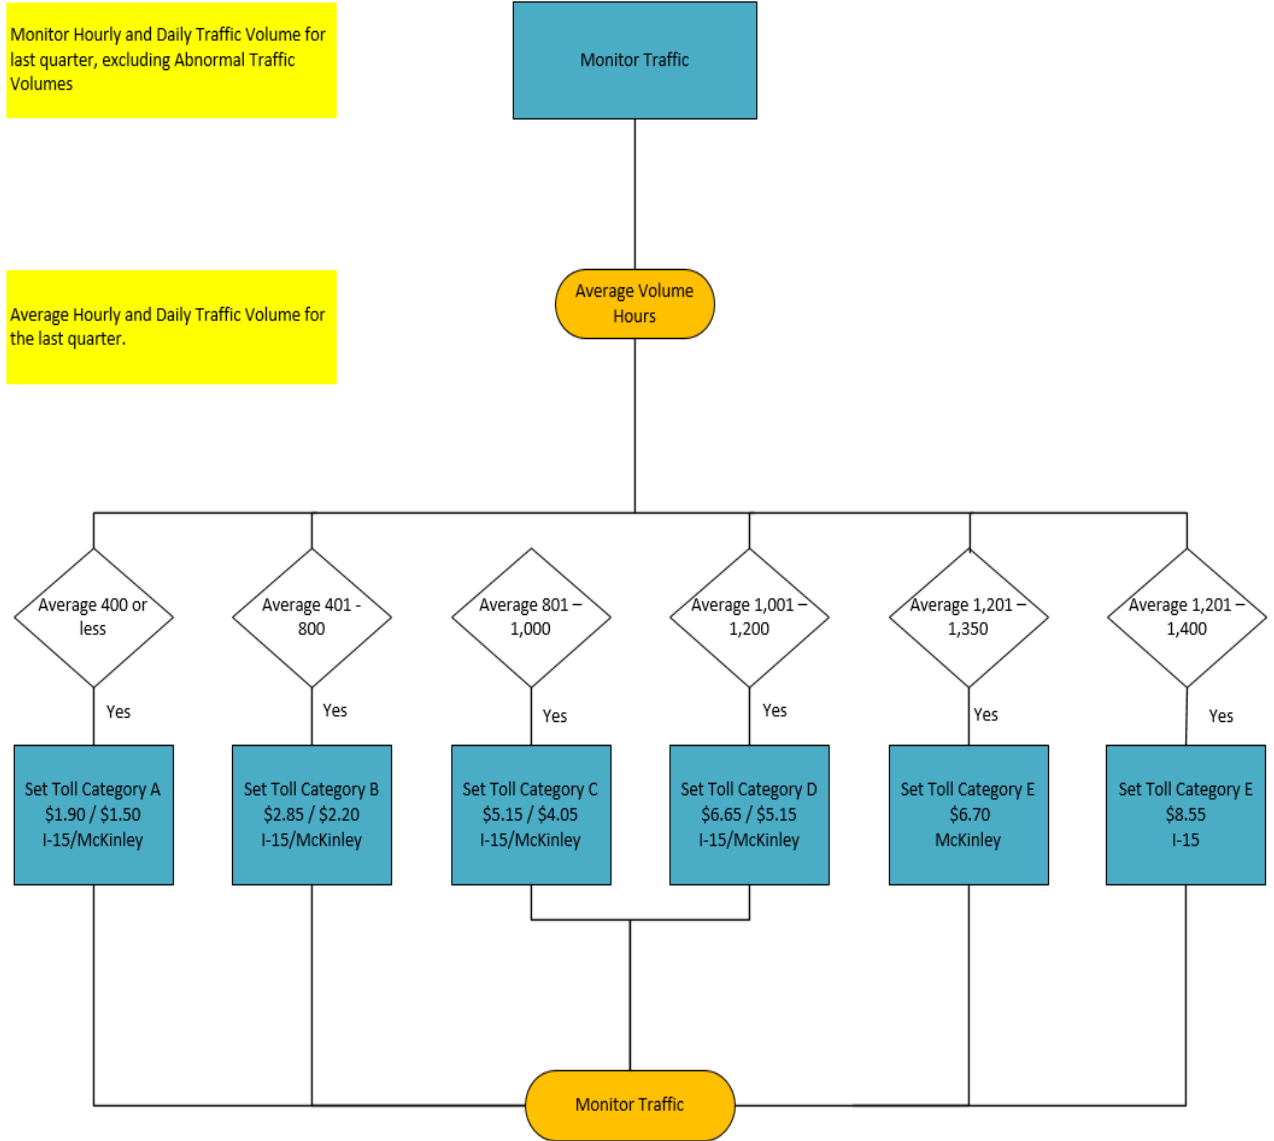 Monitor Hourly and Daily Traffic Volume for
last quarter, excluding Abnormal Traffic
Volumes
Monitor Traffic
Average Volume
Hours
Average Hourly and Daily Traffic Volume for
the last quarter.
Average 400 or
less
Average 401 -
800
Average 801 –
1,000
Average 1,001 –
1,200
Average 1,201 –
1,350
Average 1,201 –
1,400
Yes
Yes
Yes
Yes
Yes
Yes
Set Toll Category A
$1.90 / $1.50
I-15/McKinley
Set Toll Category B
$2.85 / $2.20
I-15/McKinley
Set Toll Category C
$5.15 / $4.05
I-15/McKinley
Set Toll Category D
$6.65 / $5.15
I-15/McKinley
Set Toll Category E
$6.70
McKinley
Set Toll Category E
$8.55
I-15
Monitor Traffic